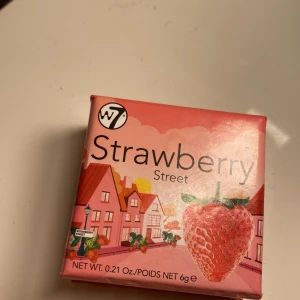 W7
Strawberry
Street
NET WT. 0.21 Oz./POIDS NET 6g e